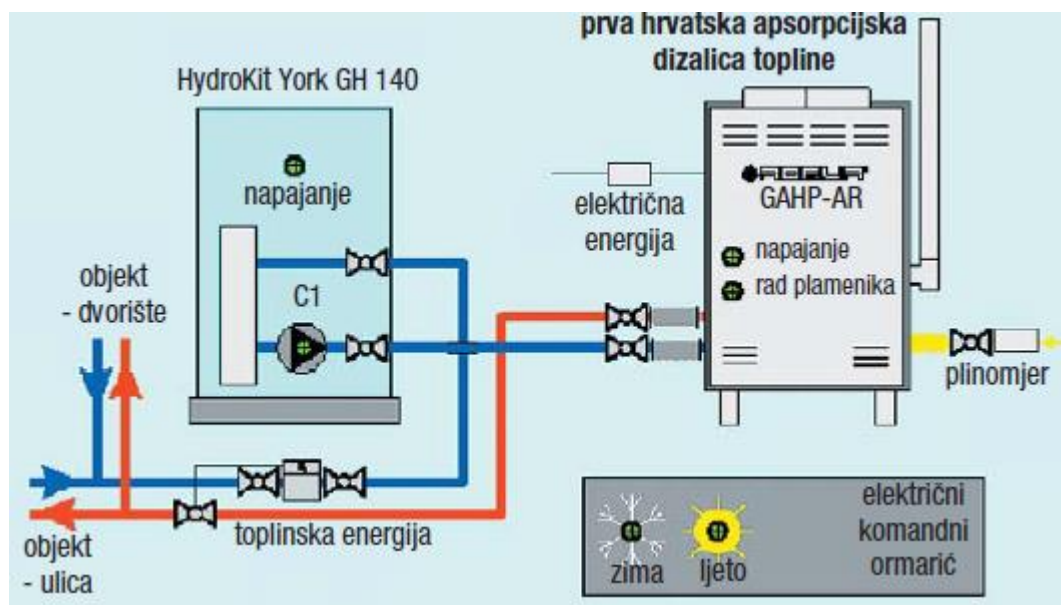 prva hrvatska apsorpcijska
dizalica topline
HydroKit York GH 140
napajanje
C1
električna
energija
ROBUR
GAHP-AR
napajanje
rad plamenika
plinomjer
objekt
- dvorište
toplinska energija
objekt
- ulica
zima
ljeto
električni
komandni
ormarić